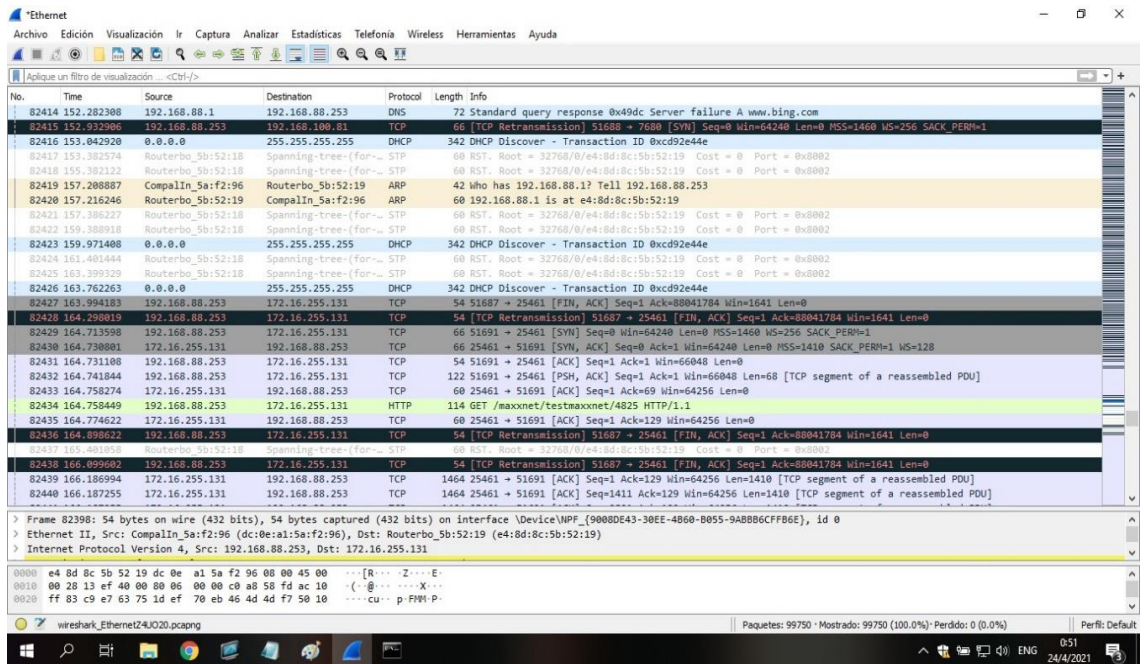 *Ethernet
Archivo Edición Visualización Ir Captura Analizar Estadísticas Telefonía Wireless Herramientas Ayuda
Aplique un filtro de visualización ... <Ctrl-/>
No. Time Source Destination Protocol Length Info
82414 152.282308 192.168.88.1 192.168.88.253 DNS 72 Standard query response 0x49dc Server failure A www.bing.com
82415 152.932906 192.168.88.253 192.168.100.81 TCP 66 [TCP Retransmission] 51688 → 7680 [SYN] Seq=0 Win=64240 Len=0 MSS=1460 WS=256 SACK_PERM=1
82416 153.042920 0.0.0.0 255.255.255.255 DHCP 342 DHCP Discover - Transaction ID 0xcd92e44e
82417 153.382574 Routerbo_5b:52:18 Spanning-tree-(for-… STP 60 RST. Root = 32768/0/e4:8d:8c:5b:52:19 Cost = 0 Port = 0x8002
82418 155.382122 Routerbo_5b:52:18 Spanning-tree-(for-… STP 60 RST. Root = 32768/0/e4:8d:8c:5b:52:19 Cost = 0 Port = 0x8002
82419 157.208887 CompalIn_5a:f2:96 Routerbo_5b:52:19 ARP 42 Who has 192.168.88.1? Tell 192.168.88.253
82420 157.216246 Routerbo_5b:52:19 CompalIn_5a:f2:96 ARP 60 192.168.88.1 is at e4:8d:8c:5b:52:19
82421 157.386227 Routerbo_5b:52:18 Spanning-tree-(for-… STP 60 RST. Root = 32768/0/e4:8d:8c:5b:52:19 Cost = 0 Port = 0x8002
82422 159.388918 Routerbo_5b:52:18 Spanning-tree-(for-… STP 60 RST. Root = 32768/0/e4:8d:8c:5b:52:19 Cost = 0 Port = 0x8002
82423 159.971408 0.0.0.0 255.255.255.255 DHCP 342 DHCP Discover - Transaction ID 0xcd92e44e
82424 161.401444 Routerbo_5b:52:18 Spanning-tree-(for-… STP 60 RST. Root = 32768/0/e4:8d:8c:5b:52:19 Cost = 0 Port = 0x8002
82425 163.399329 Routerbo_5b:52:18 Spanning-tree-(for-… STP 60 RST. Root = 32768/0/e4:8d:8c:5b:52:19 Cost = 0 Port = 0x8002
82426 163.762263 0.0.0.0 255.255.255.255 DHCP 342 DHCP Discover - Transaction ID 0xcd92e44e
82427 163.994183 192.168.88.253 172.16.255.131 TCP 54 51687 → 25461 [FIN, ACK] Seq=1 Ack=88041784 Win=1641 Len=0
82428 164.298019 192.168.88.253 172.16.255.131 TCP 54 [TCP Retransmission] 51687 → 25461 [FIN, ACK] Seq=1 Ack=88041784 Win=1641 Len=0
82429 164.713598 192.168.88.253 172.16.255.131 TCP 66 51691 → 25461 [SYN] Seq=0 Win=64240 Len=0 MSS=1460 WS=256 SACK_PERM=1
82430 164.730801 172.16.255.131 192.168.88.253 TCP 66 25461 → 51691 [SYN, ACK] Seq=0 Ack=1 Win=64240 Len=0 MSS=1410 SACK_PERM=1 WS=128
82431 164.731108 192.168.88.253 172.16.255.131 TCP 54 51691 → 25461 [ACK] Seq=1 Ack=1 Win=66048 Len=0
82432 164.741844 192.168.88.253 172.16.255.131 TCP 122 51691 → 25461 [PSH, ACK] Seq=1 Ack=1 Win=66048 Len=68 [TCP segment of a reassembled PDU]
82433 164.758274 172.16.255.131 192.168.88.253 TCP 60 25461 → 51691 [ACK] Seq=1 Ack=69 Win=64256 Len=0
82434 164.758449 192.168.88.253 172.16.255.131 HTTP 114 GET /maxxnet/testmaxxnet/4825 HTTP/1.1
82435 164.774622 172.16.255.131 192.168.88.253 TCP 60 25461 → 51691 [ACK] Seq=1 Ack=129 Win=64256 Len=0
82436 164.898622 192.168.88.253 172.16.255.131 TCP 54 [TCP Retransmission] 51687 → 25461 [FIN, ACK] Seq=1 Ack=88041784 Win=1641 Len=0
82437 165.401058 Routerbo_5b:52:18 Spanning-tree-(for-… STP 60 RST. Root = 32768/0/e4:8d:8c:5b:52:19 Cost = 0 Port = 0x8002
82438 166.099602 192.168.88.253 172.16.255.131 TCP 54 [TCP Retransmission] 51687 → 25461 [FIN, ACK] Seq=1 Ack=88041784 Win=1641 Len=0
82439 166.186994 172.16.255.131 192.168.88.253 TCP 1464 25461 → 51691 [ACK] Seq=1 Ack=129 Win=64256 Len=1410 [TCP segment of a reassembled PDU]
82440 166.187255 172.16.255.131 192.168.88.253 TCP 1464 25461 → 51691 [ACK] Seq=1411 Ack=129 Win=64256 Len=1410 [TCP segment of a reassembled PDU]
> Frame 82398: 54 bytes on wire (432 bits), 54 bytes captured (432 bits) on interface \Device\NPF_{9008DE43-30EE-4B60-B055-9ABBB6CFFB6E}, id 0
> Ethernet II, Src: CompalIn_5a:f2:96 (dc:0e:a1:5a:f2:96), Dst: Routerbo_5b:52:19 (e4:8d:8c:5b:52:19)
> Internet Protocol Version 4, Src: 192.168.88.253, Dst: 172.16.255.131
0000 e4 8d 8c 5b 52 19 dc 0e a1 5a f2 96 08 00 45 00 ···[R··· ·Z····E·
0010 00 28 13 ef 40 00 80 06 00 00 c0 a8 58 fd ac 10 ·(··@··· ····X···
0020 ff 83 c9 e7 63 75 1d ef 70 eb 46 4d 4d f7 50 10 ····cu·· p·FMM·P·
wireshark_EthernetZ4UO20.pcapng Paquetes: 99750 · Mostrado: 99750 (100.0%) · Perdido: 0 (0.0%) Perfil: Default
ENG
0:51
24/4/2021
3